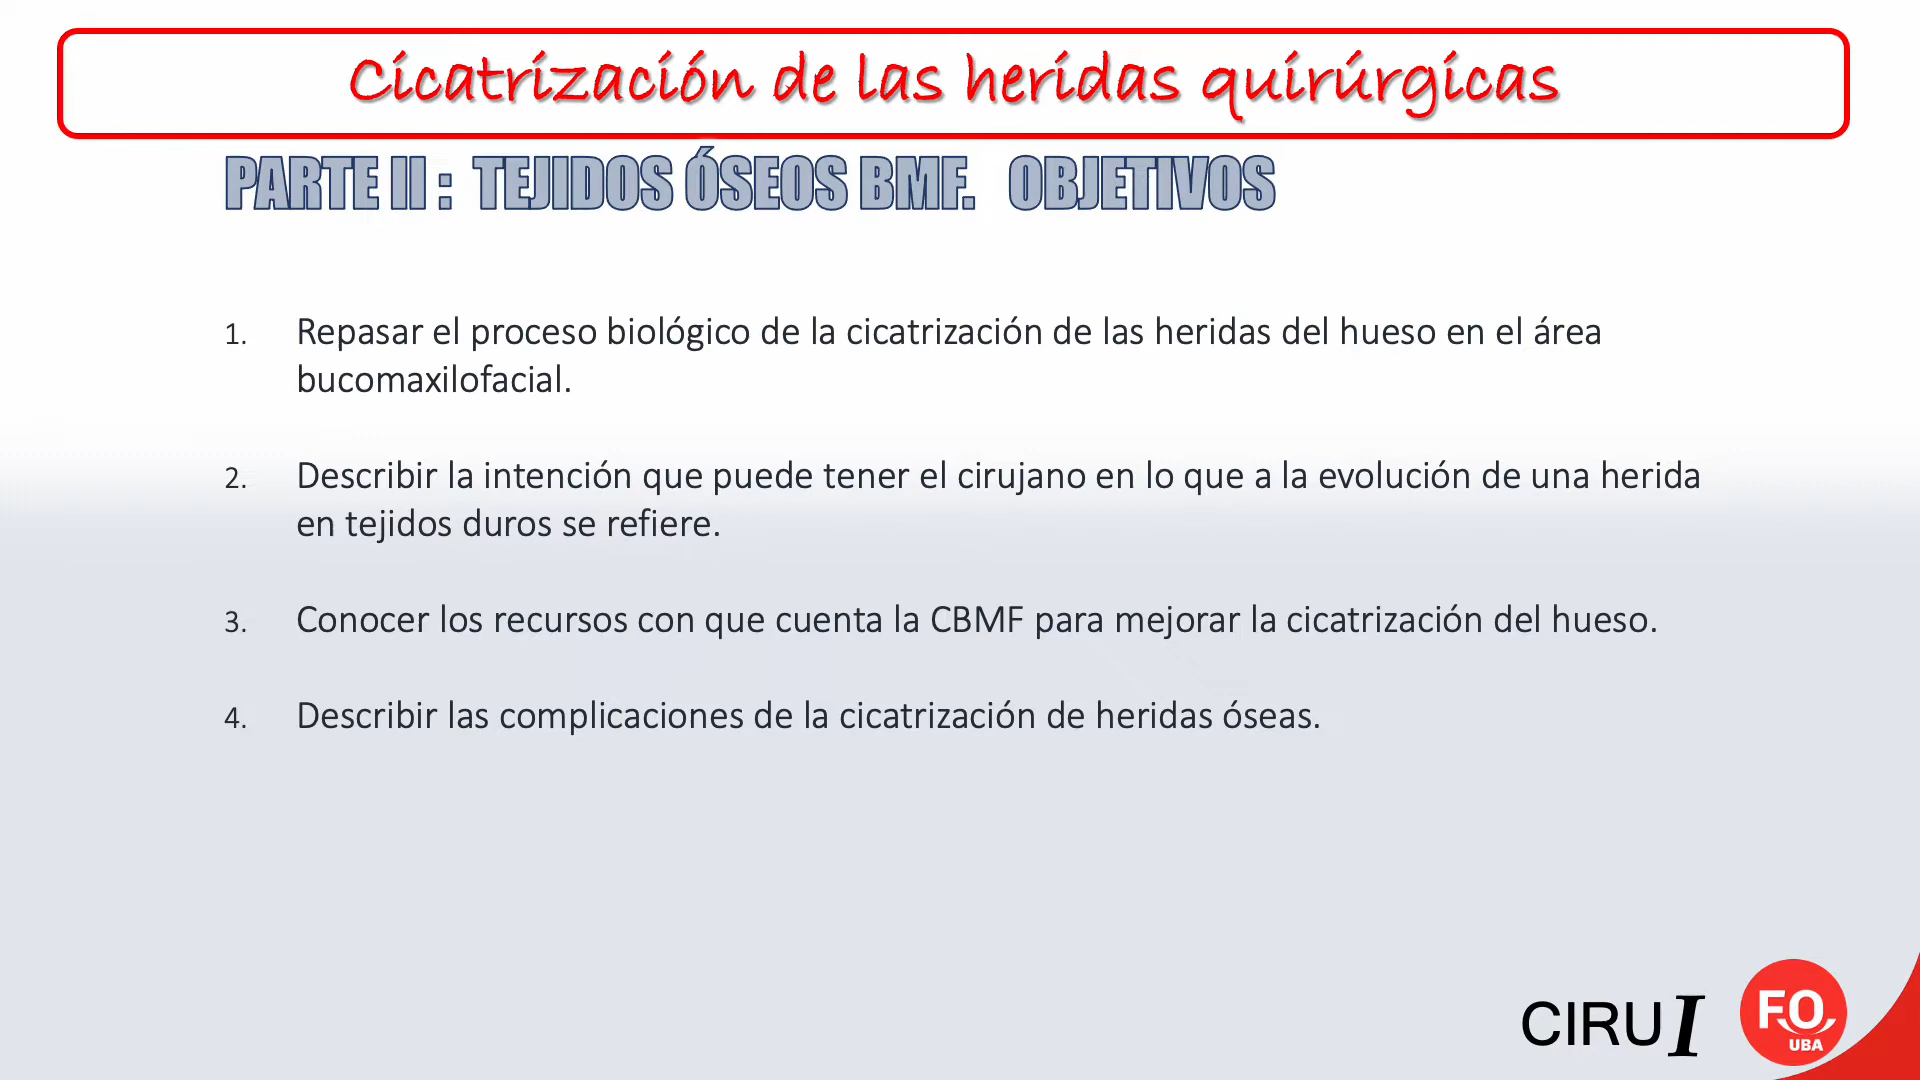 Cicatrización de las heridas quirúrgicas
PARTE II : TEJIDOS ÓSEOS BMF. OBJETIVOS
1. Repasar el proceso biológico de la cicatrización de las heridas del hueso en el área
bucomaxilofacial.
2. Describir la intención que puede tener el cirujano en lo que a la evolución de una herida
en tejidos duros se refiere.
3. Conocer los recursos con que cuenta la CBMF para mejorar la cicatrización del hueso.
4. Describir las complicaciones de la cicatrización de heridas óseas.
CIRU I
FO
UBA